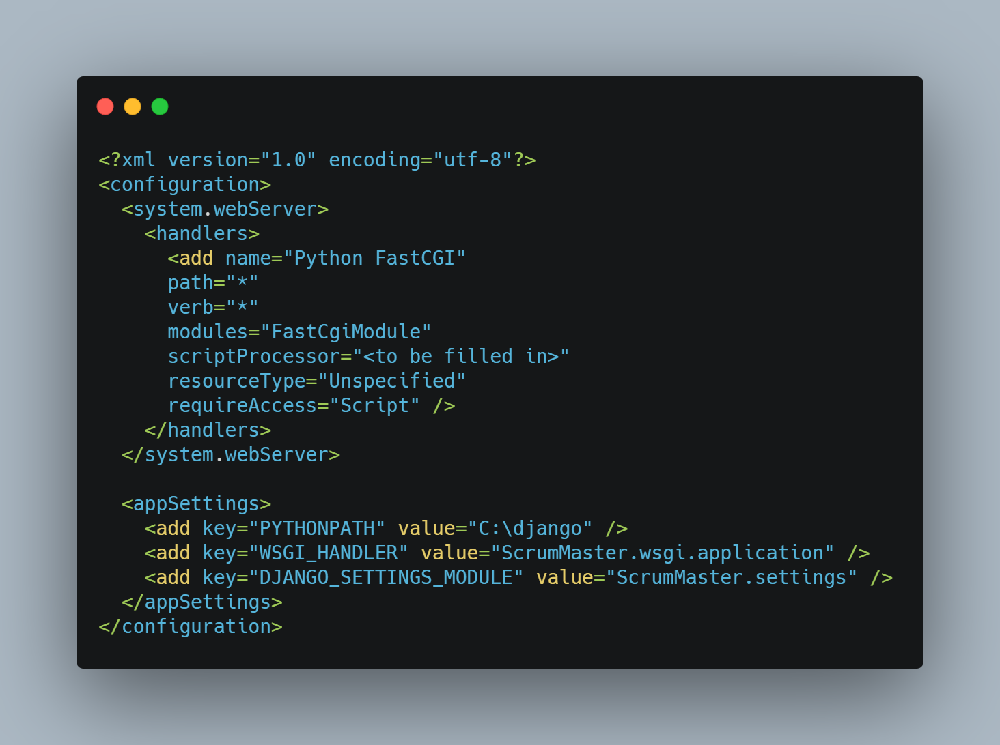 <?xml version="1.0" encoding="utf-8"?>
<configuration>
  <system.webServer>
    <handlers>
      <add name="Python FastCGI"
      path="*"
      verb="*"
      modules="FastCgiModule"
      scriptProcessor="<to be filled in>"
      resourceType="Unspecified"
      requireAccess="Script" />
    </handlers>
  </system.webServer>

  <appSettings>
    <add key="PYTHONPATH" value="C:\django" />
    <add key="WSGI_HANDLER" value="ScrumMaster.wsgi.application" />
    <add key="DJANGO_SETTINGS_MODULE" value="ScrumMaster.settings" />
  </appSettings>
</configuration>